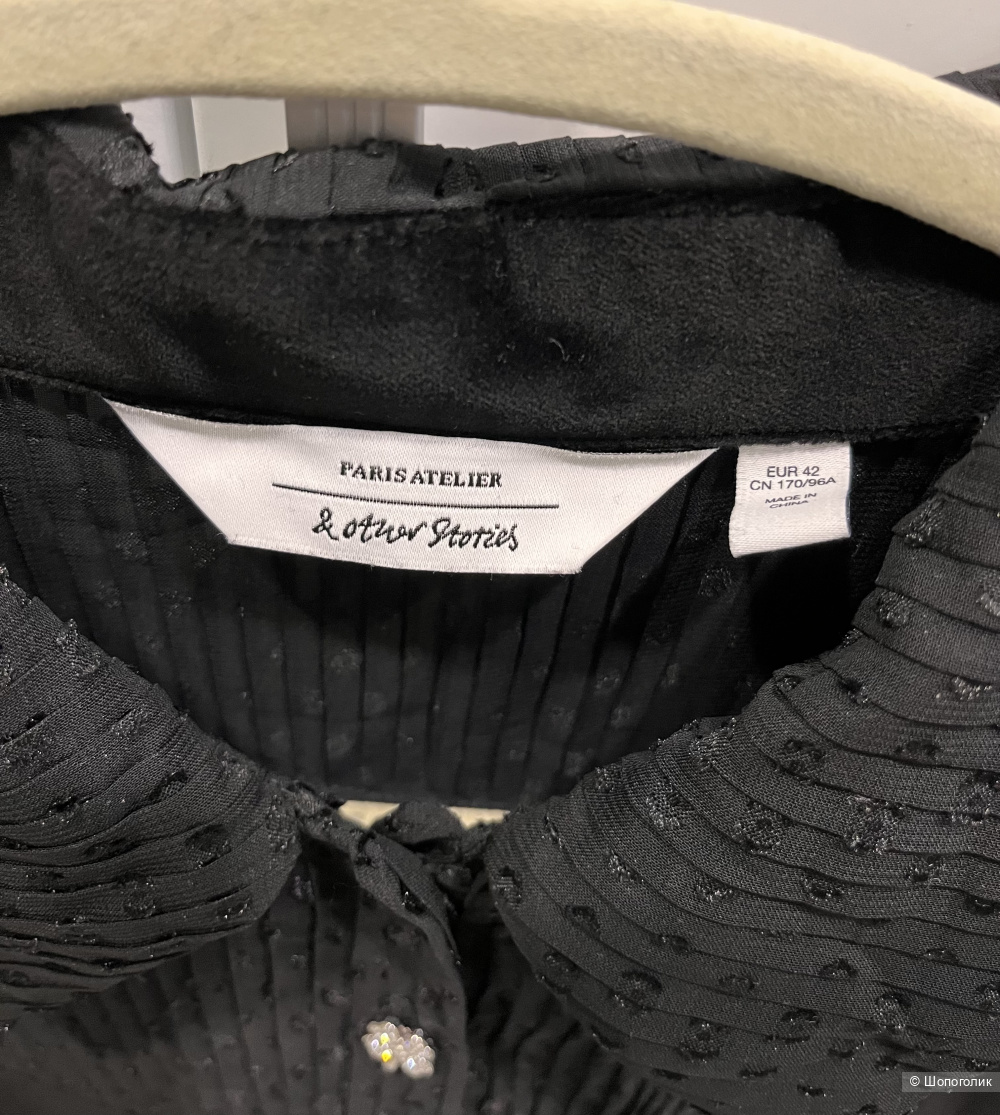 PARIS ATELIER
& other Stories
EUR 42
CN 170/96A
MADE IN
CHINA
© Шопоголик